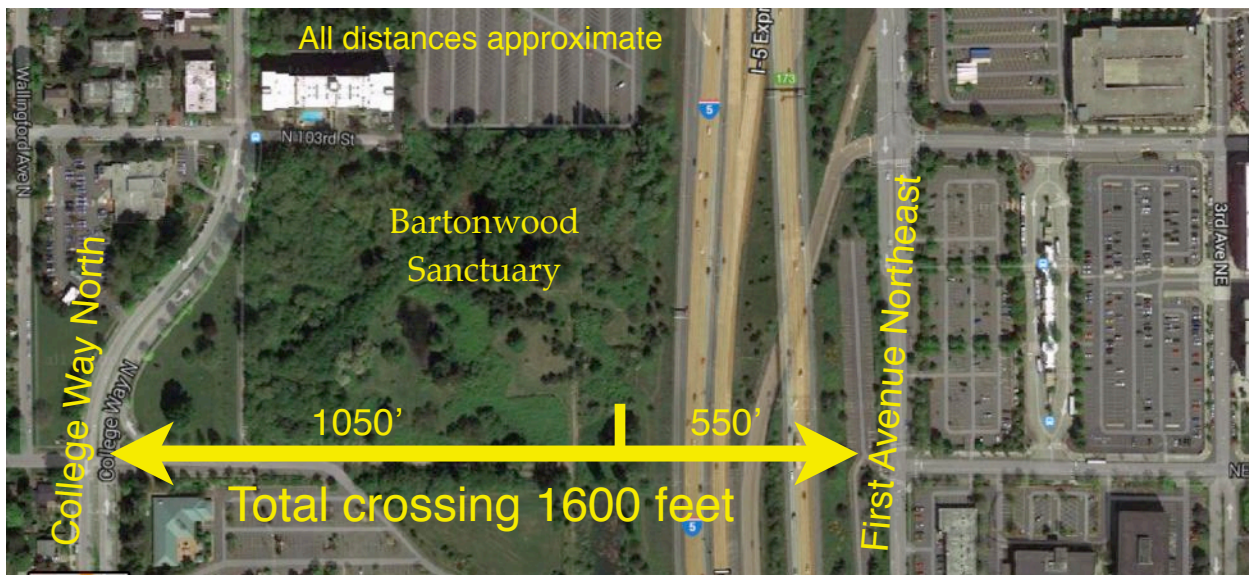 All distances approximate
Wallingford Ave N
N 103rd St
I-5 Expr
173
5
Bartonwood
Sanctuary
3rd Ave NE
College Way North
College Way N
First Avenue Northeast
1050’
550’
Total crossing 1600 feet
NE
5